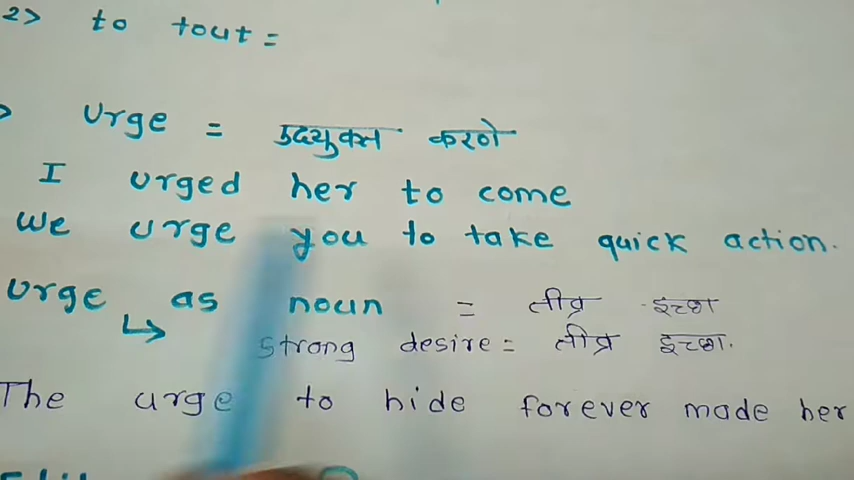 2> to tout =
> Urge = उद्युक्त करणे
I urged her to come
We urge you to take quick action.
Urge as noun = तीव्र इच्छा
↳ strong desire = तीव्र इच्छा.
The urge to hide forever made her